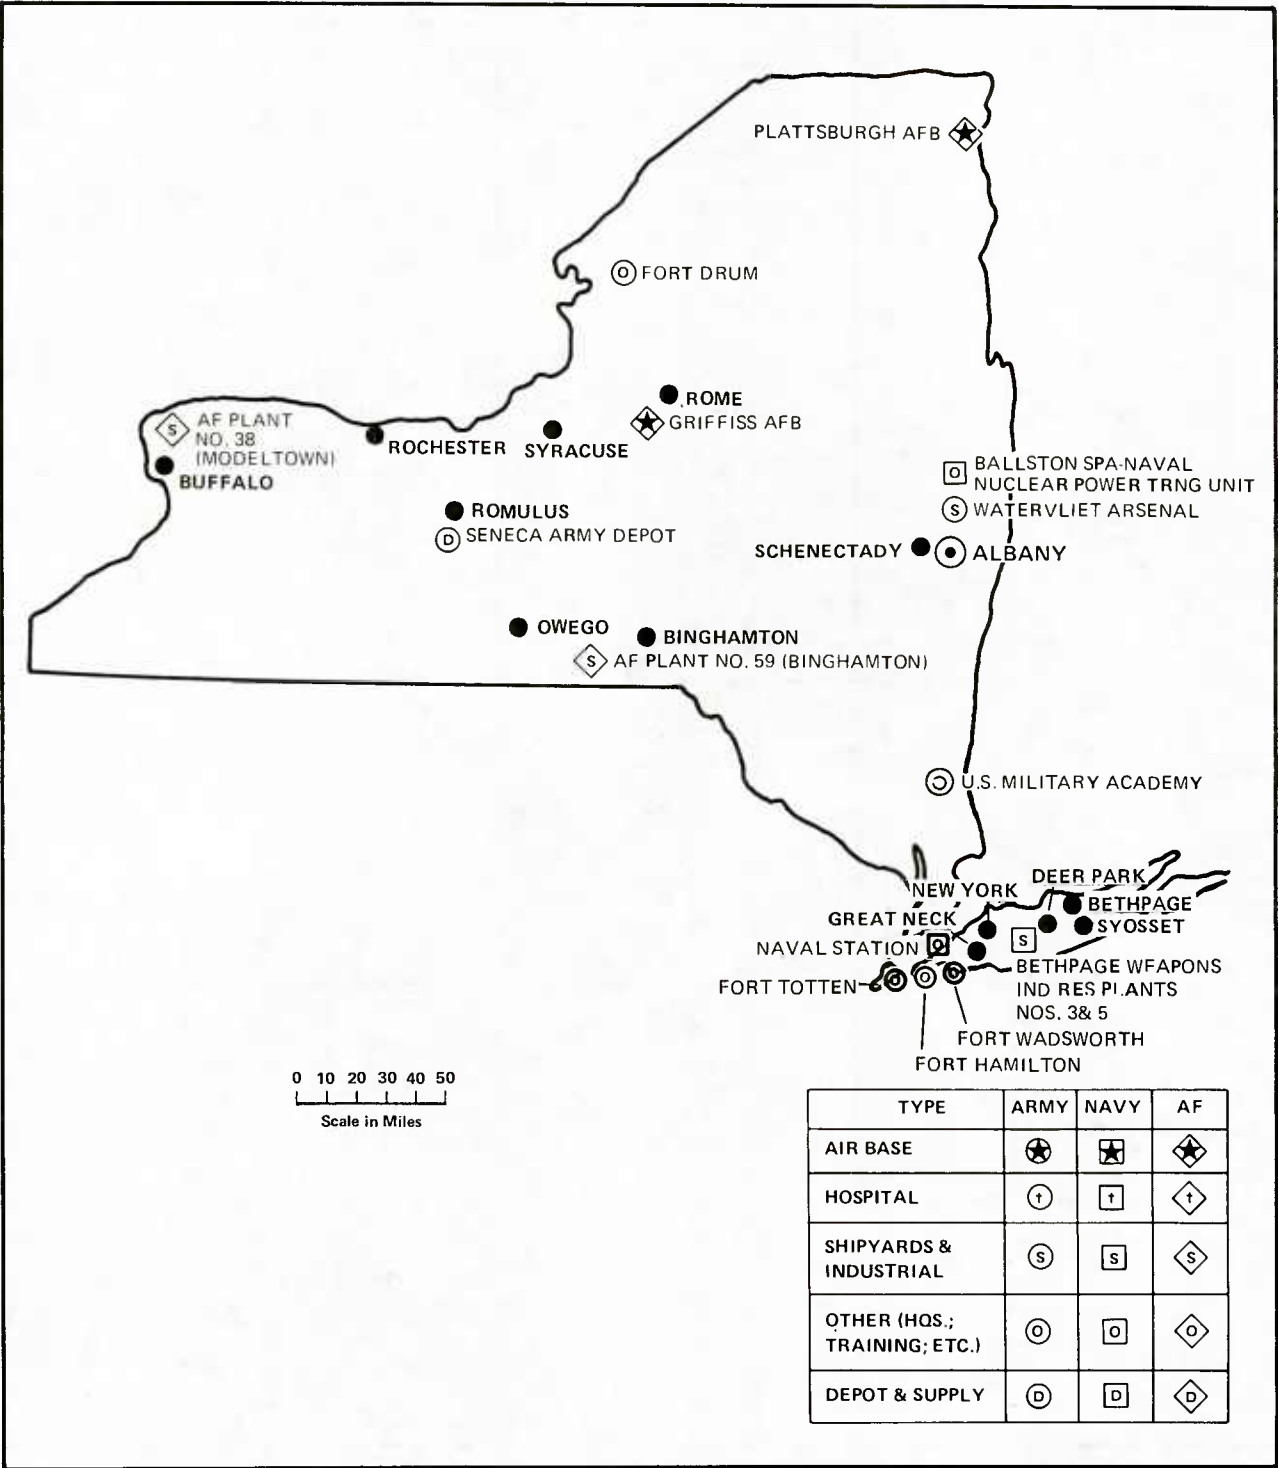 PLATTSBURGH AFB
FORT DRUM
ROME
GRIFFISS AFB
AF PLANT
NO. 38
(MODELTOWN)
BUFFALO
ROCHESTER
SYRACUSE
BALLSTON SPA-NAVAL
NUCLEAR POWER TRNG UNIT
S WATERVLIET ARSENAL
ROMULUS
D SENECA ARMY DEPOT
SCHENECTADY
ALBANY
OWEGO
BINGHAMTON
S AF PLANT NO. 59 (BINGHAMTON)
U.S. MILITARY ACADEMY
DEER PARK
NEW YORK
BETHPAGE
GREAT NECK
SYOSSET
NAVAL STATION
BETHPAGE WEAPONS
IND RES PLANTS
NOS. 3& 5
FORT TOTTEN
FORT WADSWORTH
FORT HAMILTON
0 10 20 30 40 50
Scale in Miles
TYPE ARMY NAVY AF
AIR BASE
HOSPITAL † † †
SHIPYARDS &
INDUSTRIAL S S S
OTHER (HOS.;
TRAINING; ETC.) O O O
DEPOT & SUPPLY D D D